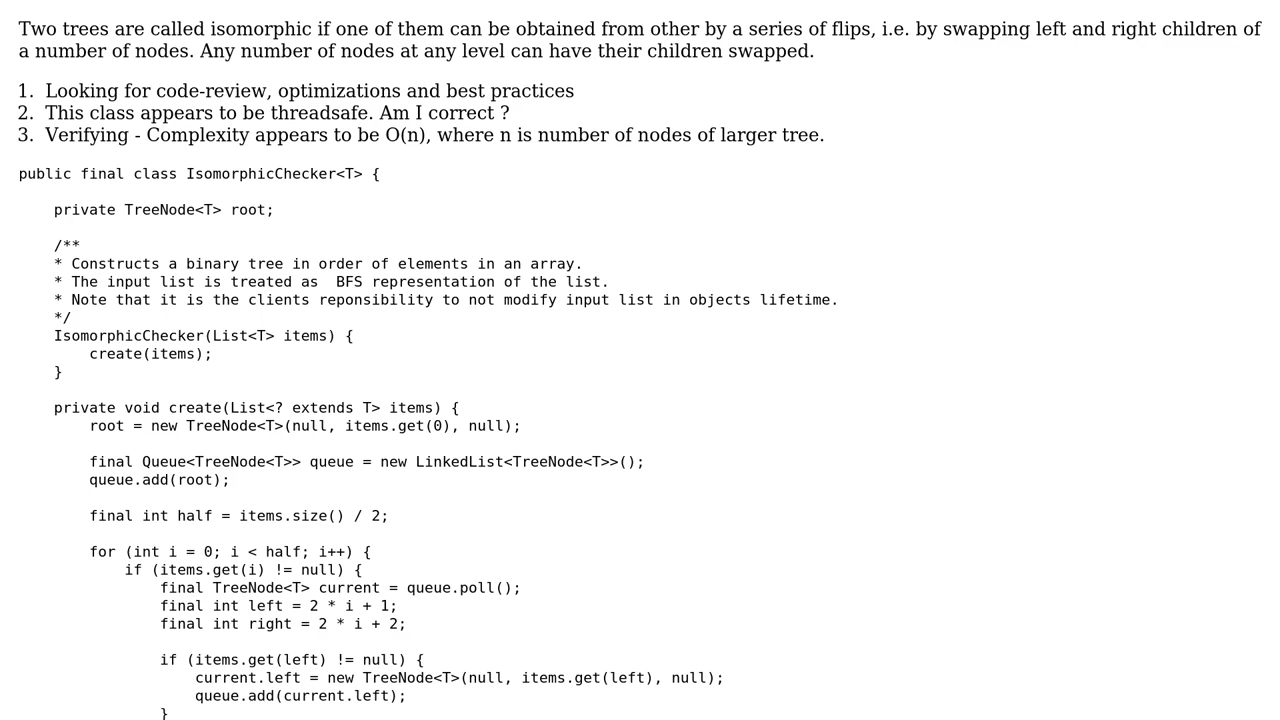 Two trees are called isomorphic if one of them can be obtained from other by a series of flips, i.e. by swapping left and right children of
a number of nodes. Any number of nodes at any level can have their children swapped.
1. Looking for code-review, optimizations and best practices
2. This class appears to be threadsafe. Am I correct ?
3. Verifying - Complexity appears to be O(n), where n is number of nodes of larger tree.
public final class IsomorphicChecker<T> {
    private TreeNode<T> root;
    /**
    * Constructs a binary tree in order of elements in an array.
    * The input list is treated as  BFS representation of the list.
    * Note that it is the clients reponsibility to not modify input list in objects lifetime.
    */
    IsomorphicChecker(List<T> items) {
        create(items);
    }
    private void create(List<? extends T> items) {
        root = new TreeNode<T>(null, items.get(0), null);
        final Queue<TreeNode<T>> queue = new LinkedList<TreeNode<T>>();
        queue.add(root);
        final int half = items.size() / 2;
        for (int i = 0; i < half; i++) {
            if (items.get(i) != null) {
                final TreeNode<T> current = queue.poll();
                final int left = 2 * i + 1;
                final int right = 2 * i + 2;
                if (items.get(left) != null) {
                    current.left = new TreeNode<T>(null, items.get(left), null);
                    queue.add(current.left);
                }